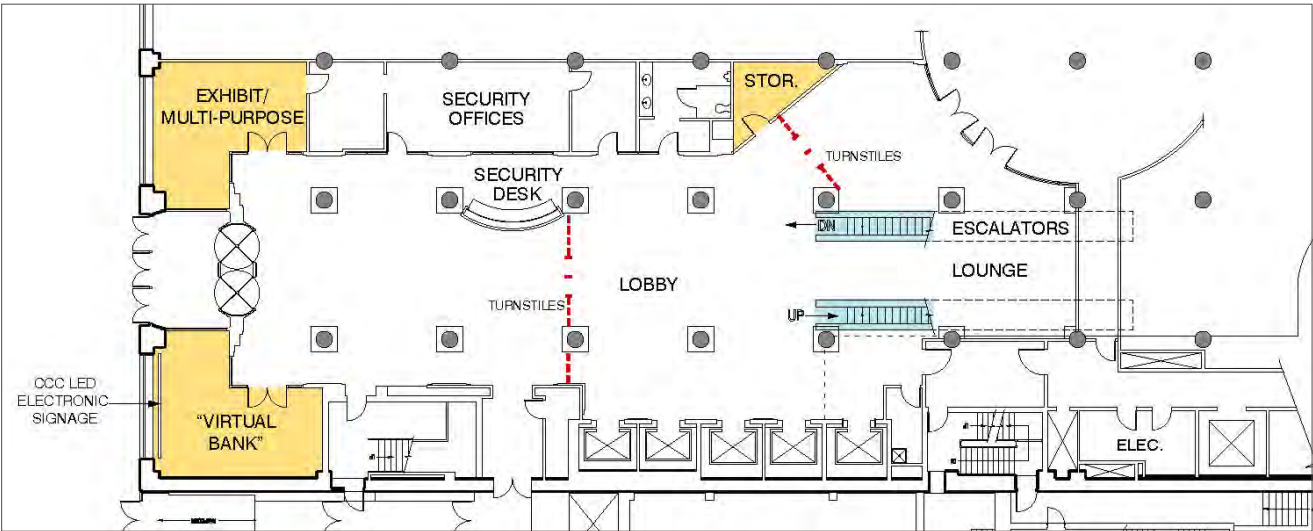 EXHIBIT/
MULTI-PURPOSE
SECURITY
OFFICES
STOR.
TURNSTILES
SECURITY
DESK
DN
ESCALATORS
LOBBY
LOUNGE
TURNSTILES
UP
CCC LED
ELECTRONIC
SIGNAGE
"VIRTUAL
BANK"
ELEC.